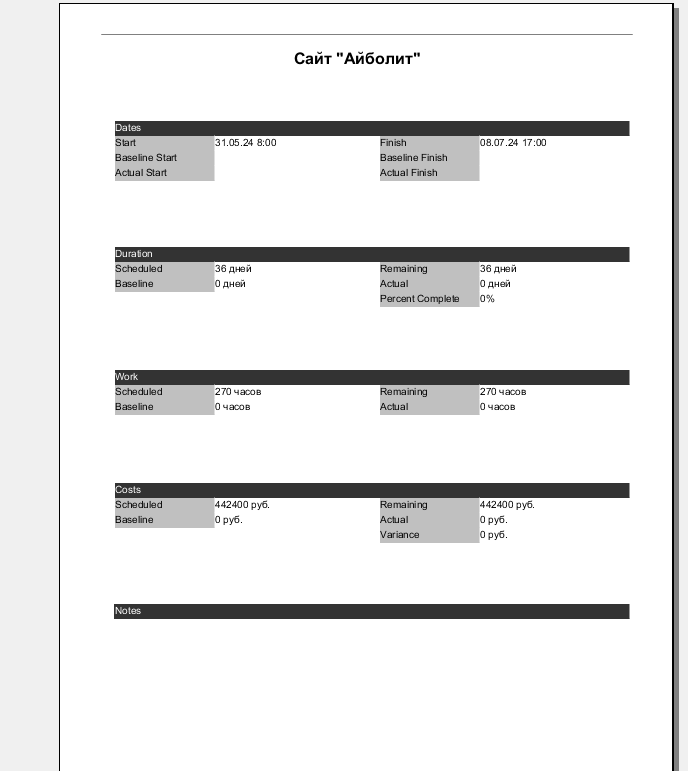 Сайт "Айболит"
Dates
Start 31.05.24 8:00 Finish 08.07.24 17:00
Baseline Start Baseline Finish
Actual Start Actual Finish
Duration
Scheduled 36 дней Remaining 36 дней
Baseline 0 дней Actual 0 дней
Percent Complete 0%
Work
Scheduled 270 часов Remaining 270 часов
Baseline 0 часов Actual 0 часов
Costs
Scheduled 442400 руб. Remaining 442400 руб.
Baseline 0 руб. Actual 0 руб.
Variance 0 руб.
Notes